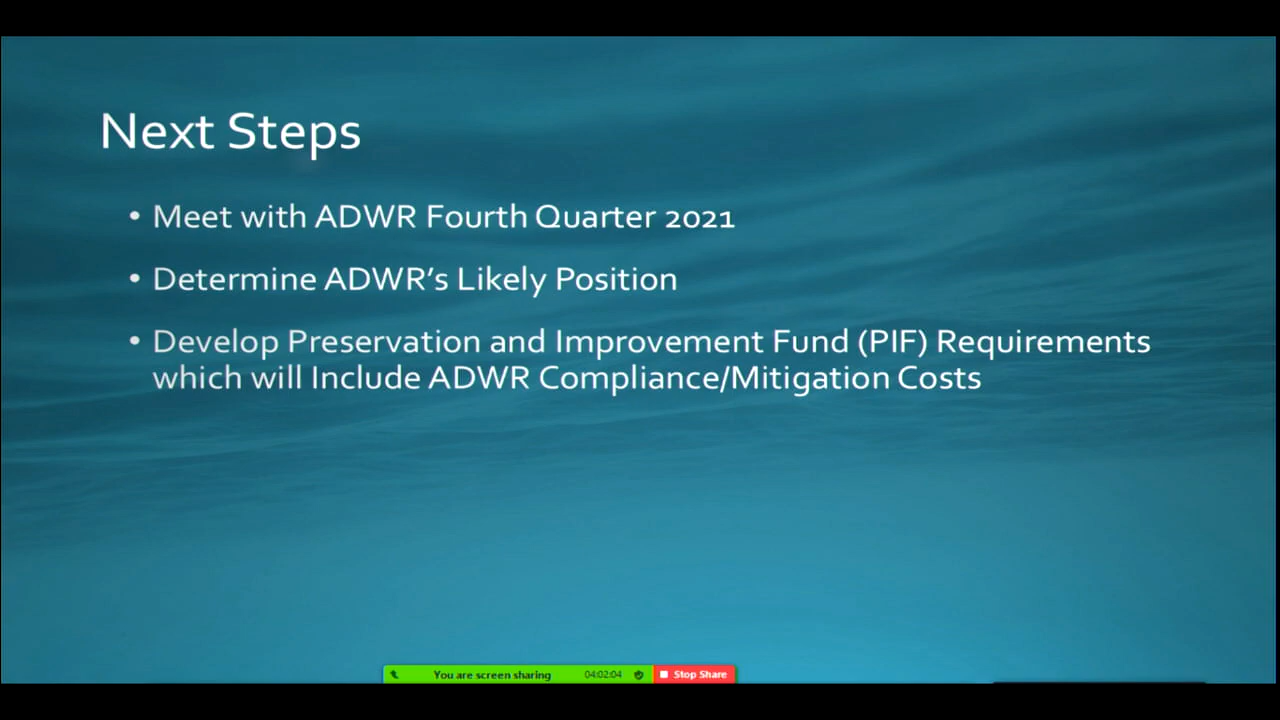 Next Steps
• Meet with ADWR Fourth Quarter 2021
• Determine ADWR's Likely Position
• Develop Preservation and Improvement Fund (PIF) Requirements
which will Include ADWR Compliance/Mitigation Costs
You are screen sharing 04:02:04 Stop Share